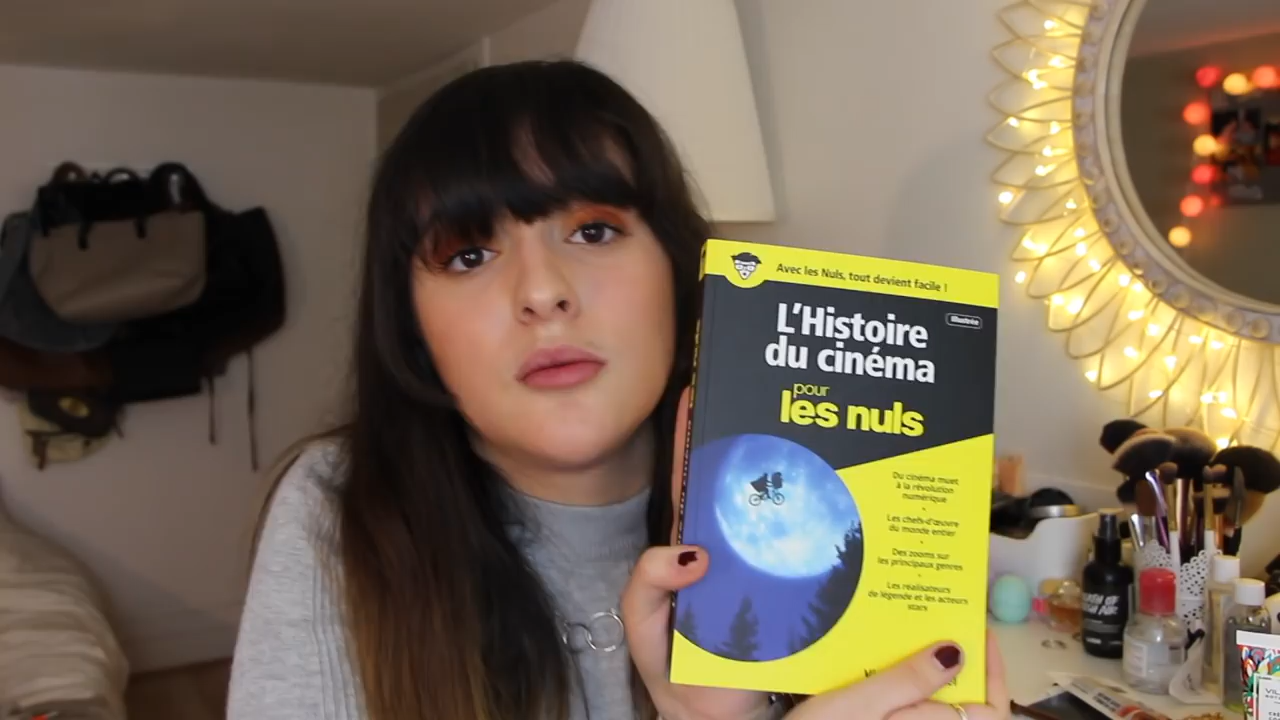 Avec les Nuls, tout devient facile !
L'Histoire
illustrée
du cinéma
pour
les nuls
Du cinéma muet
à la révolution
numérique
•
Les chefs-d'œuvre
du monde entier
•
Des zooms sur
les principaux genres
•
Les réalisateurs
de légende et les acteurs
stars